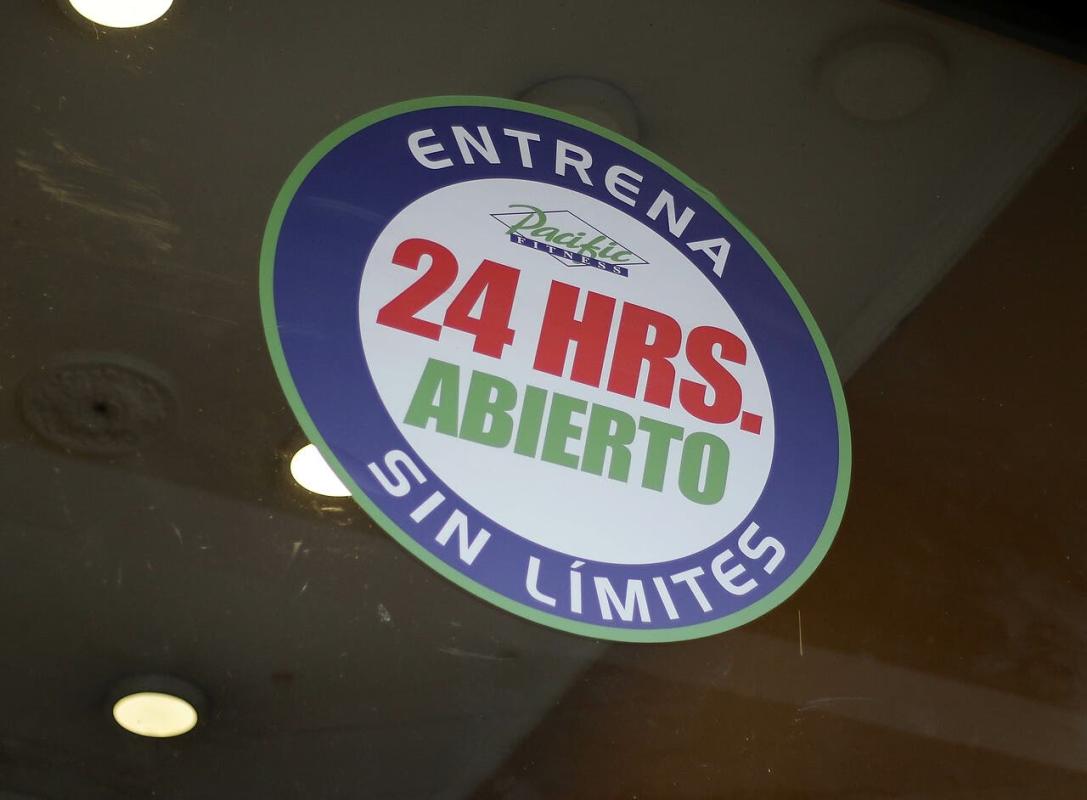 ENTRENA
Pacific
FITNESS
24 HRS.
ABIERTO
SIN LÍMITES